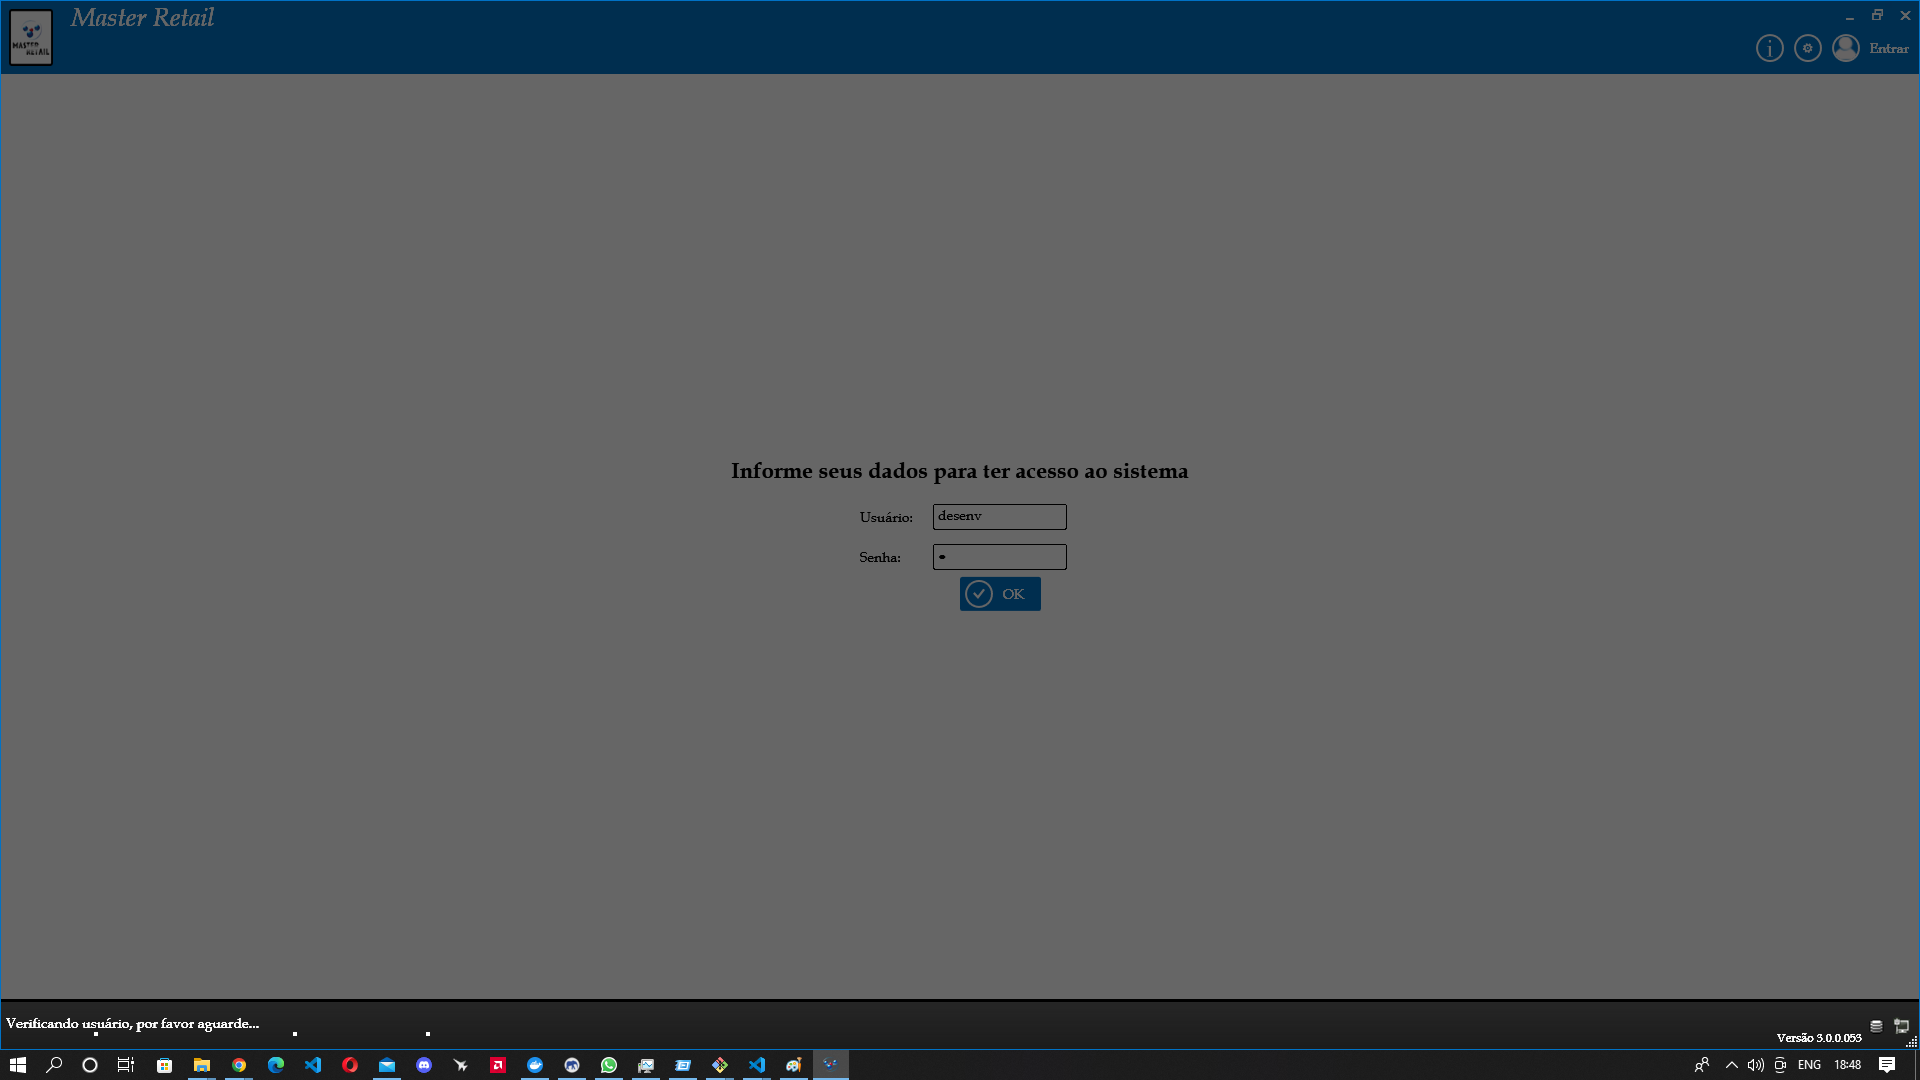 Master Retail
MASTER
RETAIL
Entrar
Informe seus dados para ter acesso ao sistema
Usuário: desenv
Senha: •
OK
Verificando usuário, por favor aguarde...
Versão 3.0.0.053
ENG 18:48